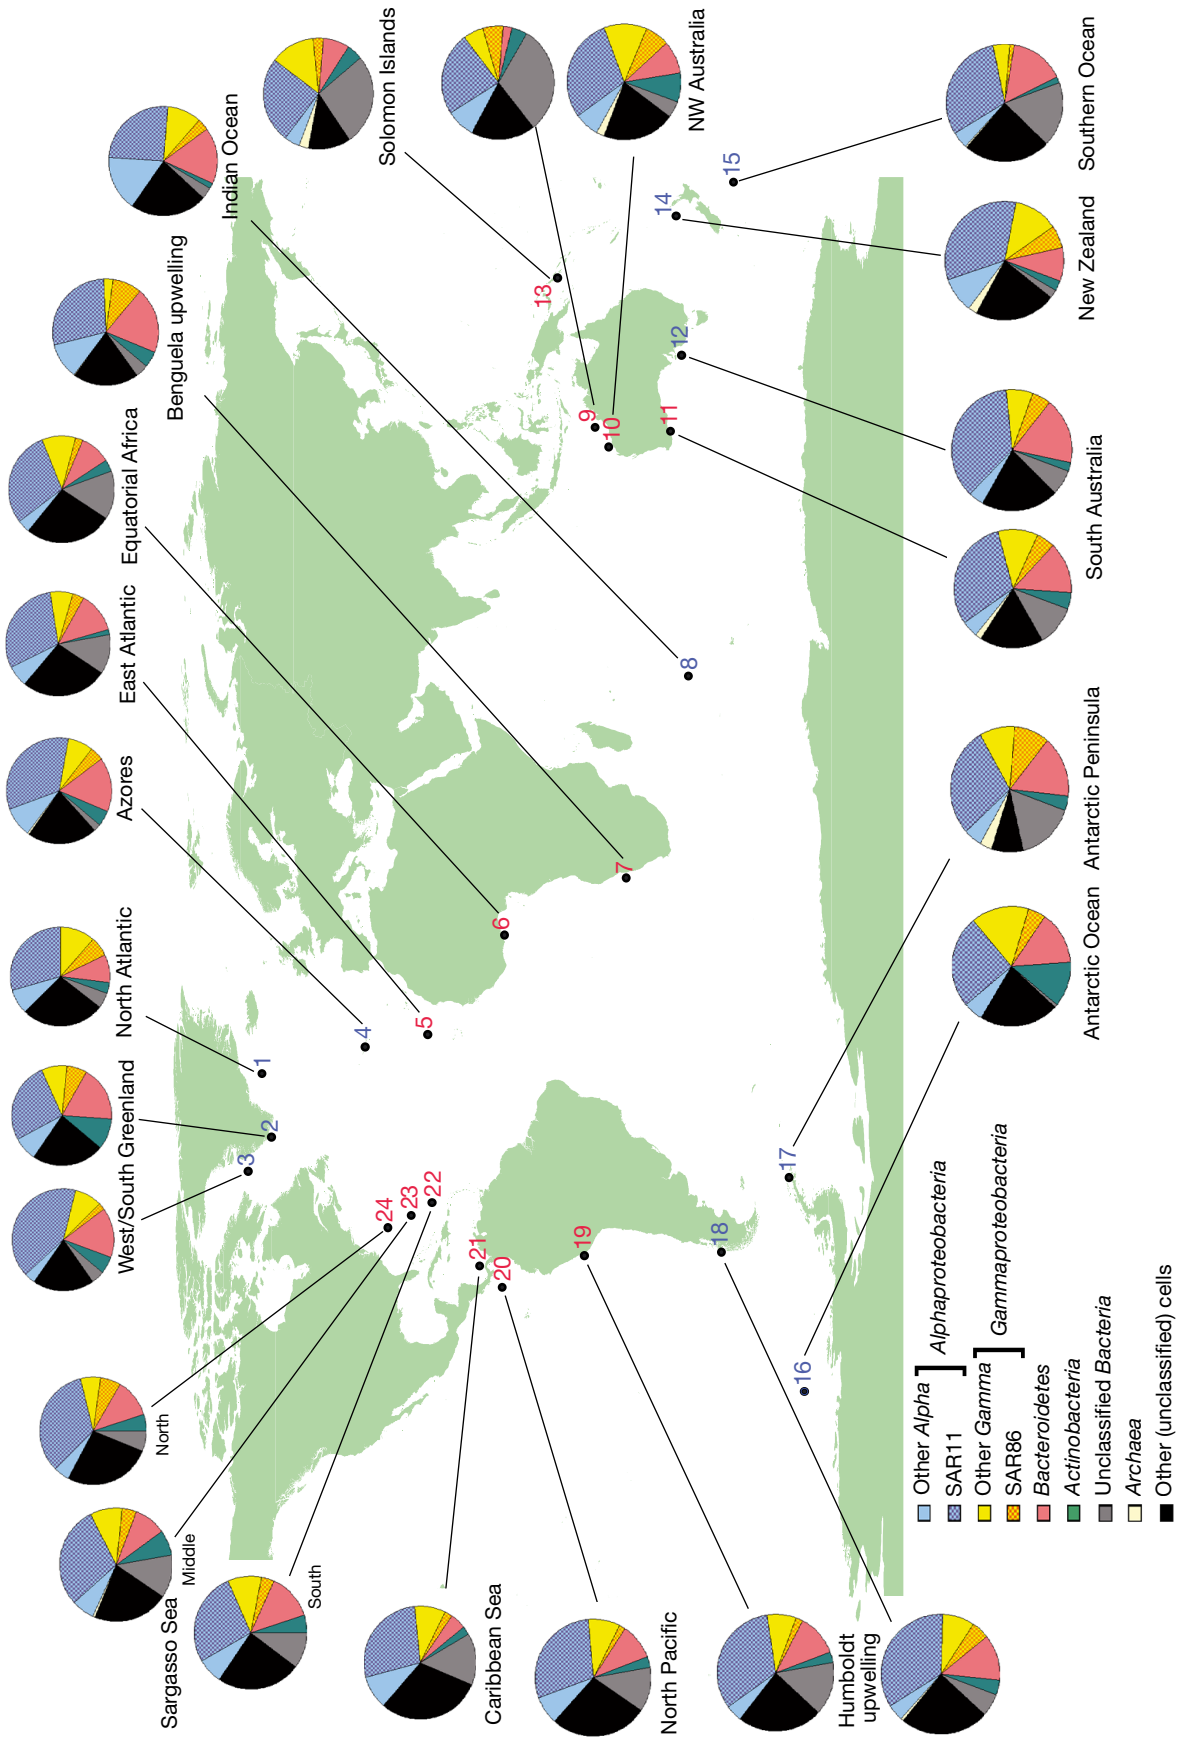 West/South Greenland
North Atlantic
Azores
East Atlantic
Equatorial Africa
Benguela upwelling
Indian Ocean
Solomon Islands
NW Australia
Southern Ocean
New Zealand
South Australia
Antarctic Peninsula
Antarctic Ocean
Humboldt
upwelling
North Pacific
Caribbean Sea
Sargasso Sea
North
Middle
South
1
2
3
4
5
6
7
8
9
10
11
12
13
14
15
16
17
18
19
20
21
22
23
24
Other Alpha
SAR11
Alphaproteobacteria
Other Gamma
SAR86
Gammaproteobacteria
Bacteroidetes
Actinobacteria
Unclassified Bacteria
Archaea
Other (unclassified) cells